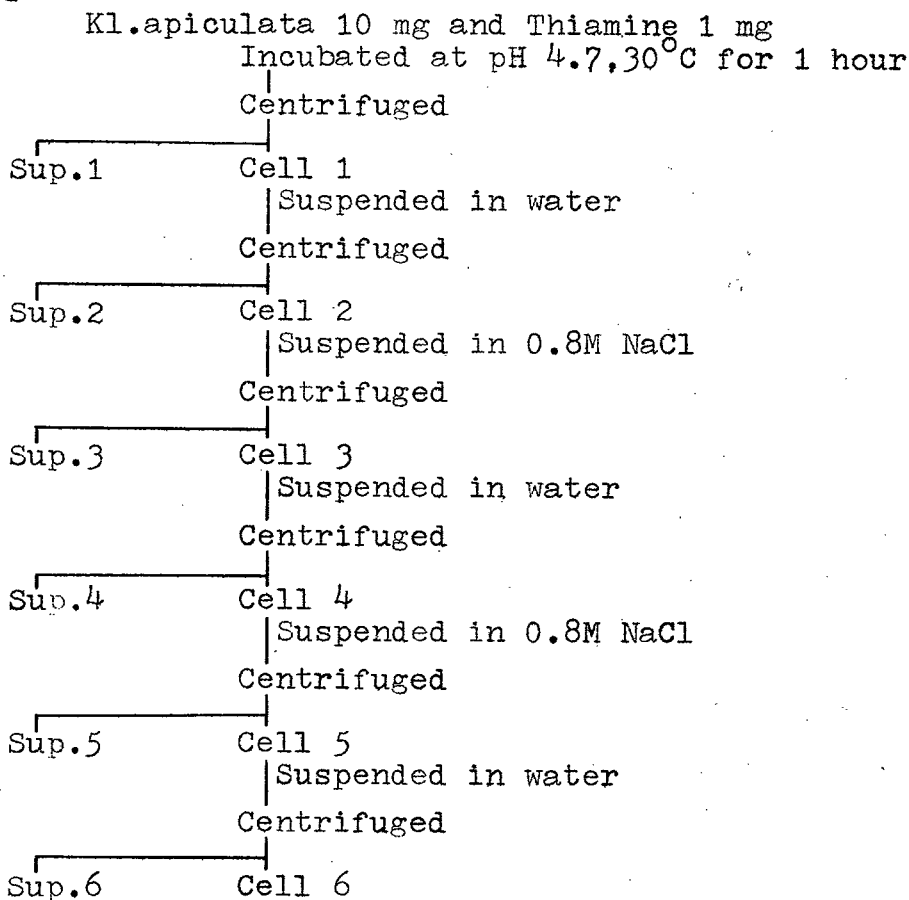 Kl.apiculata 10 mg and Thiamine 1 mg
Incubated at pH 4.7,30°C for 1 hour
Centrifuged
Sup.1 Cell 1
Suspended in water
Centrifuged
Sup.2 Cell 2
Suspended in 0.8M NaCl
Centrifuged
Sup.3 Cell 3
Suspended in water
Centrifuged
Sup.4 Cell 4
Suspended in 0.8M NaCl
Centrifuged
Sup.5 Cell 5
Suspended in water
Centrifuged
Sup.6 Cell 6